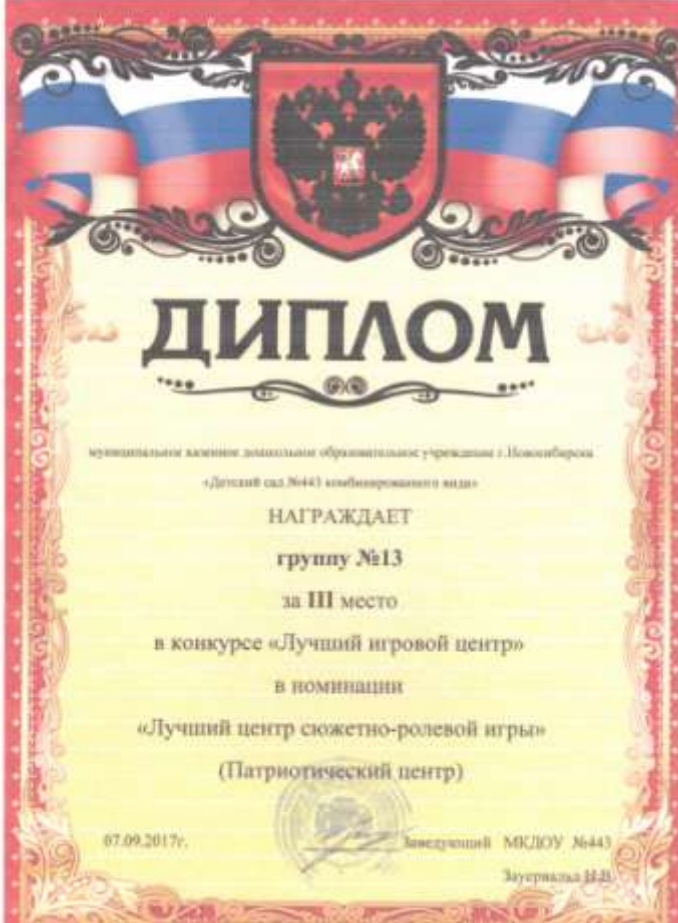 ДИПЛОМ
муниципальное казенное дошкольное образовательное учреждение г.Новосибирска
«Детский сад №443 комбинированного вида»
НАГРАЖДАЕТ
группу №13
за III место
в конкурсе «Лучший игровой центр»
в номинации
«Лучший центр сюжетно-ролевой игры»
(Патриотический центр)
07.09.2017г.
Заведующий МКДОУ №443
Зауервальд Н.В.